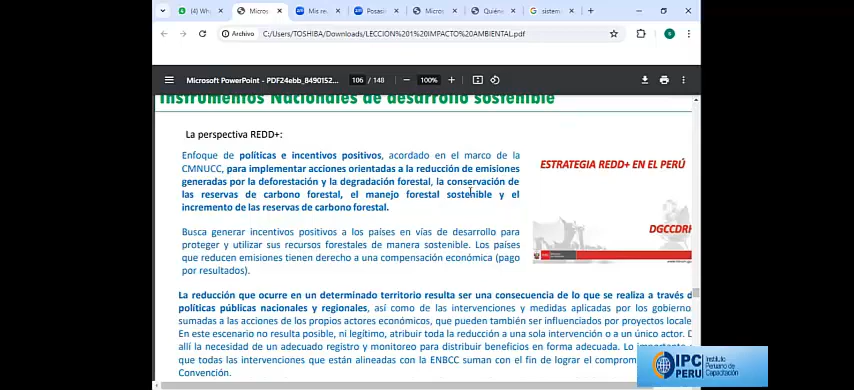 (4) Wh
Micros
Mis re
Posasi
Micros
Quién
sistem
Archivo C:/Users/TOSHIBA/Downloads/LECCION%201%20IMPACTO%20AMBIENTAL.pdf
Microsoft PowerPoint - PDF24ebb_8490152... 106 / 148 100%
Instrumentos Nacionales de desarrollo sostenible
La perspectiva REDD+:
Enfoque de políticas e incentivos positivos, acordado en el marco de la
CMNUCC, para implementar acciones orientadas a la reducción de emisiones
generadas por la deforestación y la degradación forestal, la conservación de
las reservas de carbono forestal, el manejo forestal sostenible y el
incremento de las reservas de carbono forestal.
Busca generar incentivos positivos a los países en vías de desarrollo para
proteger y utilizar sus recursos forestales de manera sostenible. Los países
que reducen emisiones tienen derecho a una compensación económica (pago
por resultados).
ESTRATEGIA REDD+ EN EL PERÚ
DGCCDRH
La reducción que ocurre en un determinado territorio resulta ser una consecuencia de lo que se realiza a través d
políticas públicas nacionales y regionales, así como de las intervenciones y medidas aplicadas por los gobierno
sumadas a las acciones de los propios actores económicos, que pueden también ser influenciados por proyectos locale
En este escenario no resulta posible, ni legítimo, atribuir toda la reducción a una sola intervención o a un único actor. D
allí la necesidad de un adecuado registro y monitoreo para distribuir beneficios en forma adecuada. Lo importante
que todas las intervenciones que están alineadas con la ENBCC suman con el fin de lograr el comprom
Convención.
IPC PERU Instituto Peruano de Capacitación